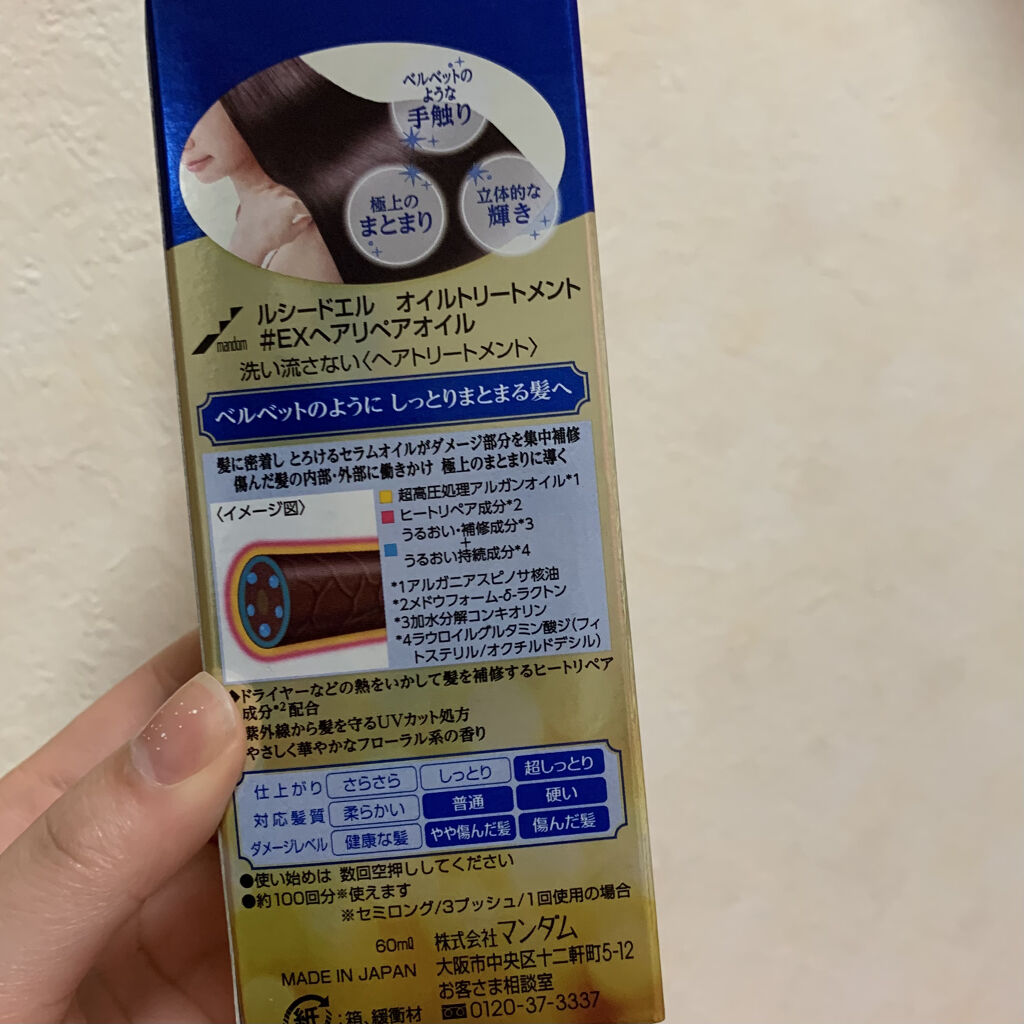 ベルベットの
ような
手触り
極上の
まとまり
立体的な
輝き
mandom
ルシードエル オイルトリートメント
#EXヘアリペアオイル
洗い流さない〈ヘアトリートメント〉
ベルベットのように しっとりまとまる髪へ
髪に密着し とろけるセラムオイルがダメージ部分を集中補修
傷んだ髪の内部・外部に働きかけ 極上のまとまりに導く
〈イメージ図〉
超高圧処理アルガンオイル*1
ヒートリペア成分*2
うるおい・補修成分*3
+
うるおい持続成分*4
*1アルガニアスピノサ核油
*2メドウフォーム-δ-ラクトン
*3加水分解コンキオリン
*4ラウロイルグルタミン酸ジ(フィ
トステリル/オクチルドデシル)
◆ドライヤーなどの熱をいかして髪を補修するヒートリペア
成分*2配合
紫外線から髪を守るUVカット処方
やさしく華やかなフローラル系の香り
仕上がり さらさら しっとり 超しっとり
対応髪質 柔らかい 普通 硬い
ダメージレベル 健康な髪 やや傷んだ髪 傷んだ髪
●使い始めは 数回空押ししてください
●約100回分※使えます
※セミロング/3プッシュ/1回使用の場合
60ml 株式会社マンダム
MADE IN JAPAN 大阪市中央区十二軒町5-12
お客さま相談室
0120-37-3337
紙:箱、緩衝材